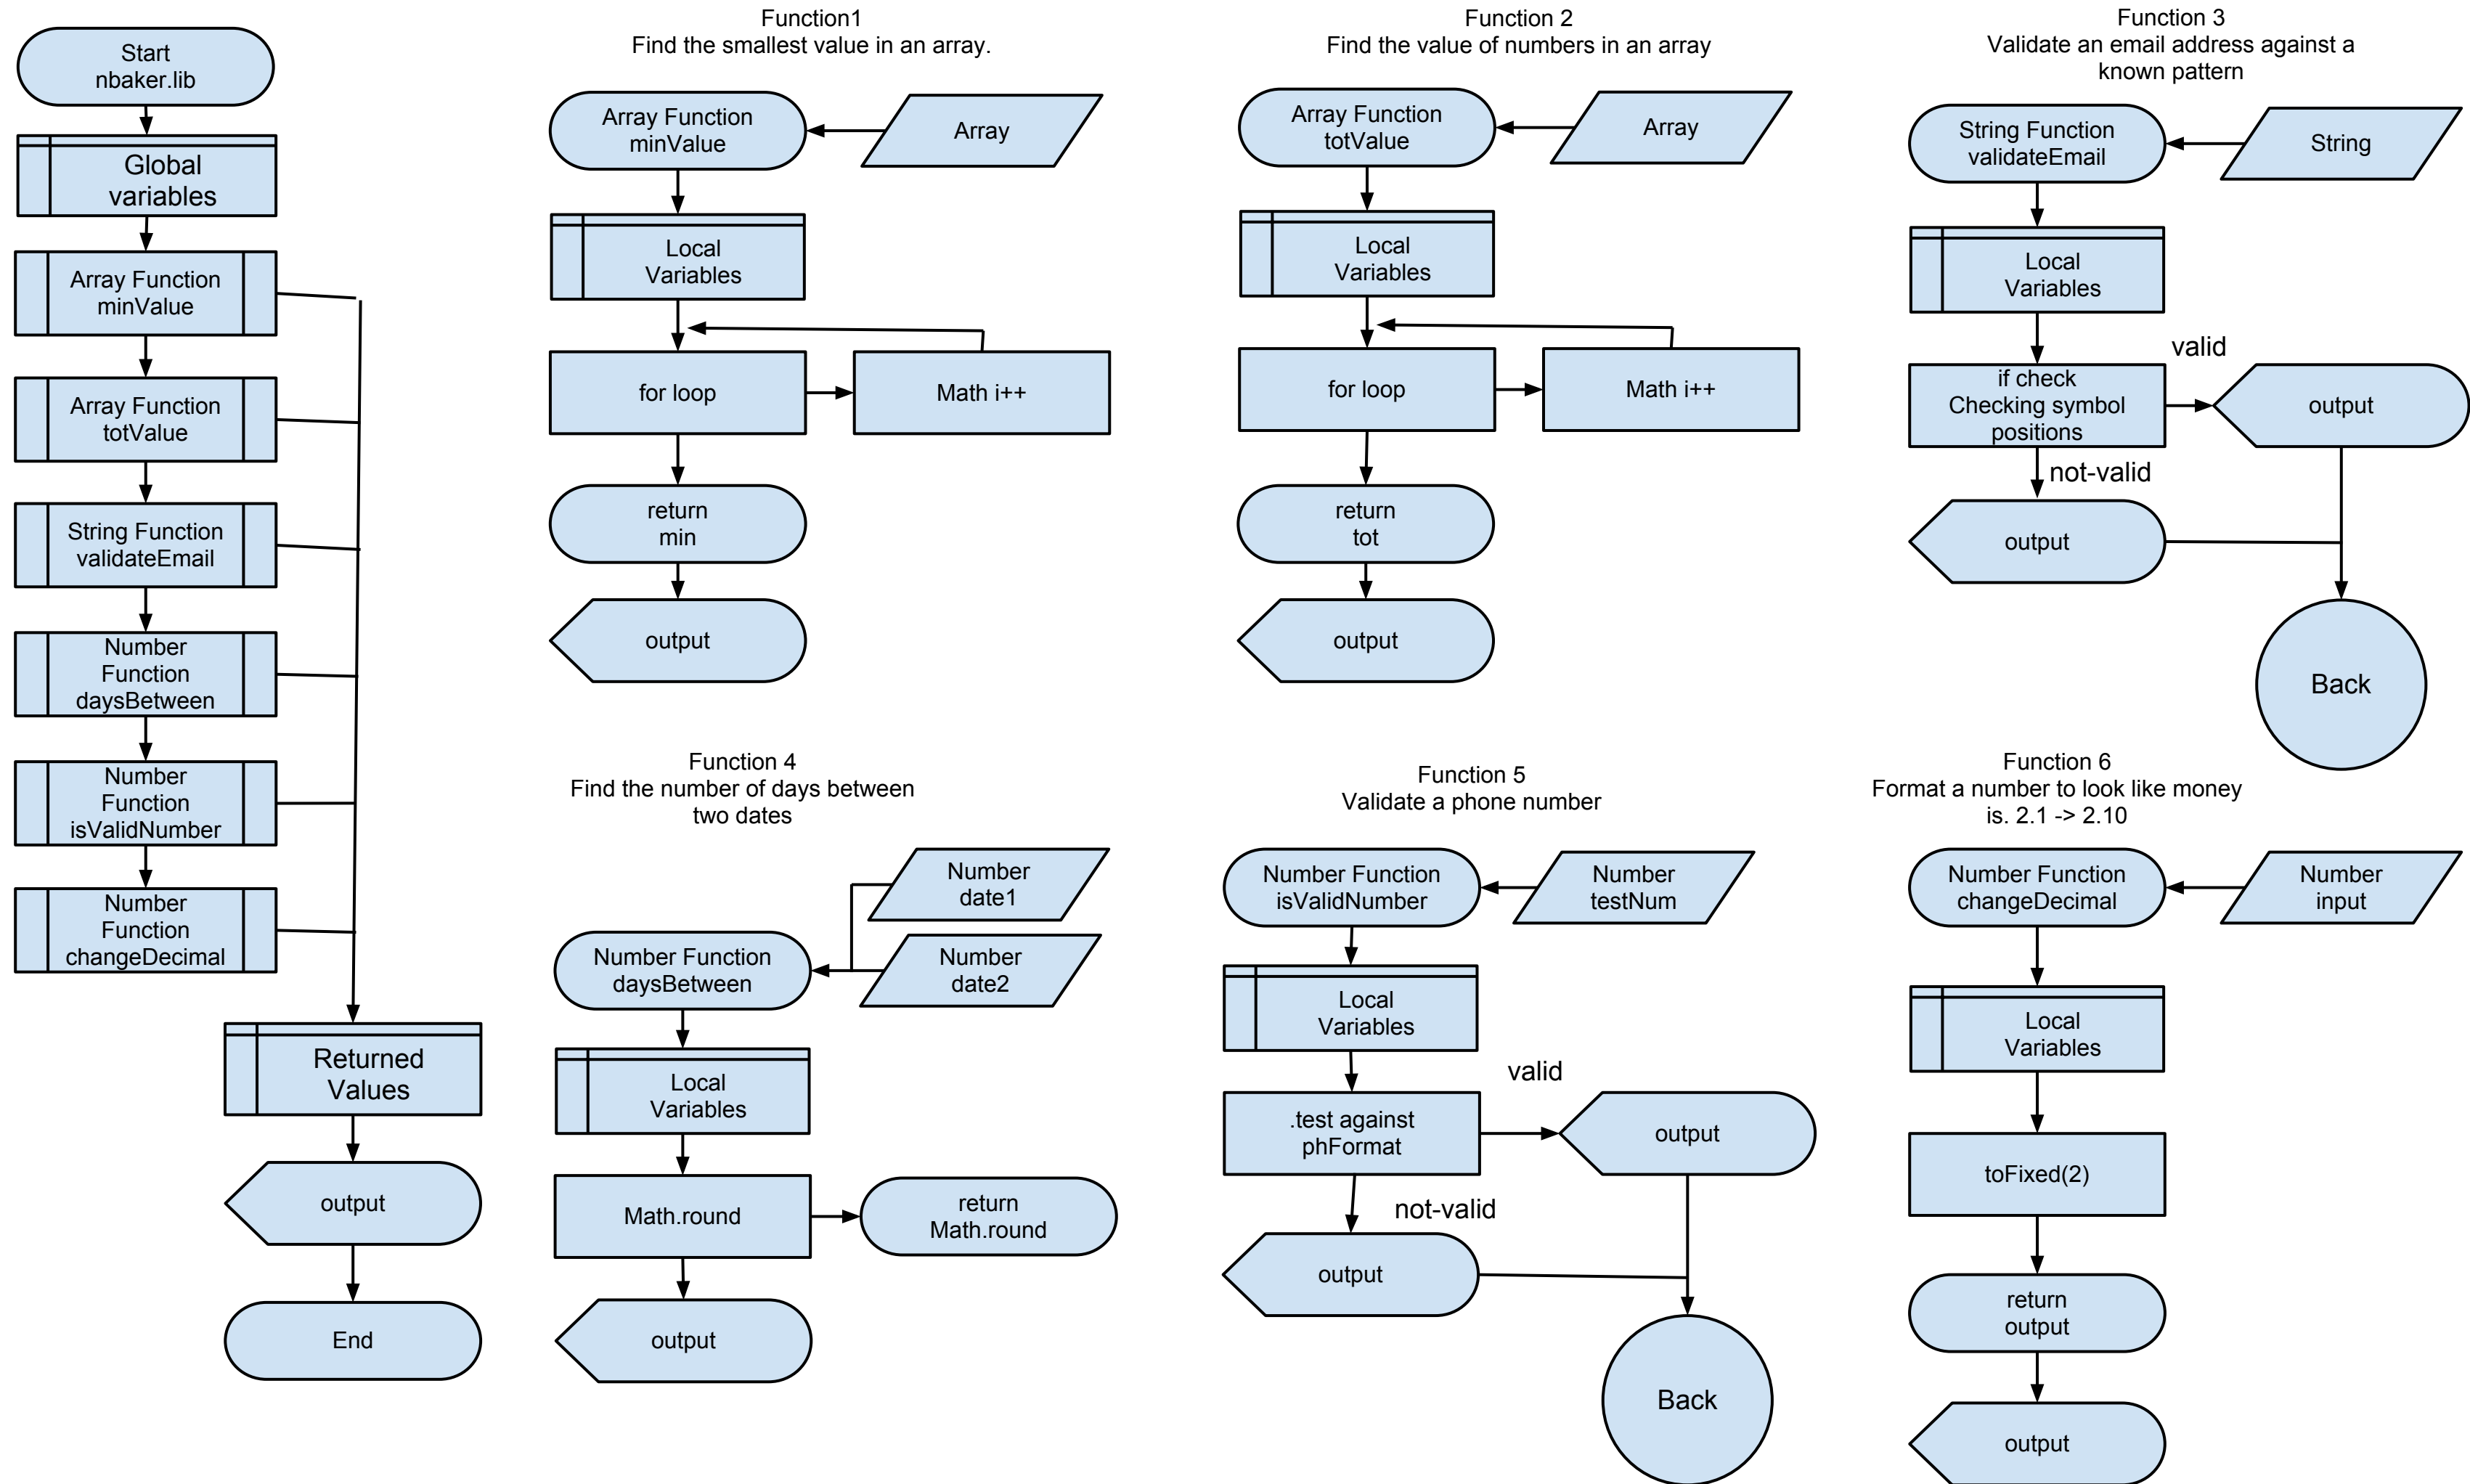 Start
nbaker.lib
Global
variables
Array Function
minValue
Array Function
totValue
String Function
validateEmail
Number
Function
daysBetween
Number
Function
isValidNumber
Number
Function
changeDecimal
Returned
Values
output
End
Function1
Find the smallest value in an array.
Array Function
minValue
Array
Local
Variables
for loop
Math i++
return
min
output
Function 2
Find the value of numbers in an array
Array Function
totValue
Array
Local
Variables
for loop
Math i++
return
tot
output
Function 3
Validate an email address against a
known pattern
String Function
validateEmail
String
Local
Variables
valid
if check
Checking symbol
positions
output
not-valid
output
Back
Function 4
Find the number of days between
two dates
Number
date1
Number Function
daysBetween
Number
date2
Local
Variables
Math.round
return
Math.round
output
Function 5
Validate a phone number
Number Function
isValidNumber
Number
testNum
Local
Variables
valid
.test against
phFormat
output
not-valid
output
Back
Function 6
Format a number to look like money
is. 2.1 -> 2.10
Number Function
changeDecimal
Number
input
Local
Variables
toFixed(2)
return
output
output